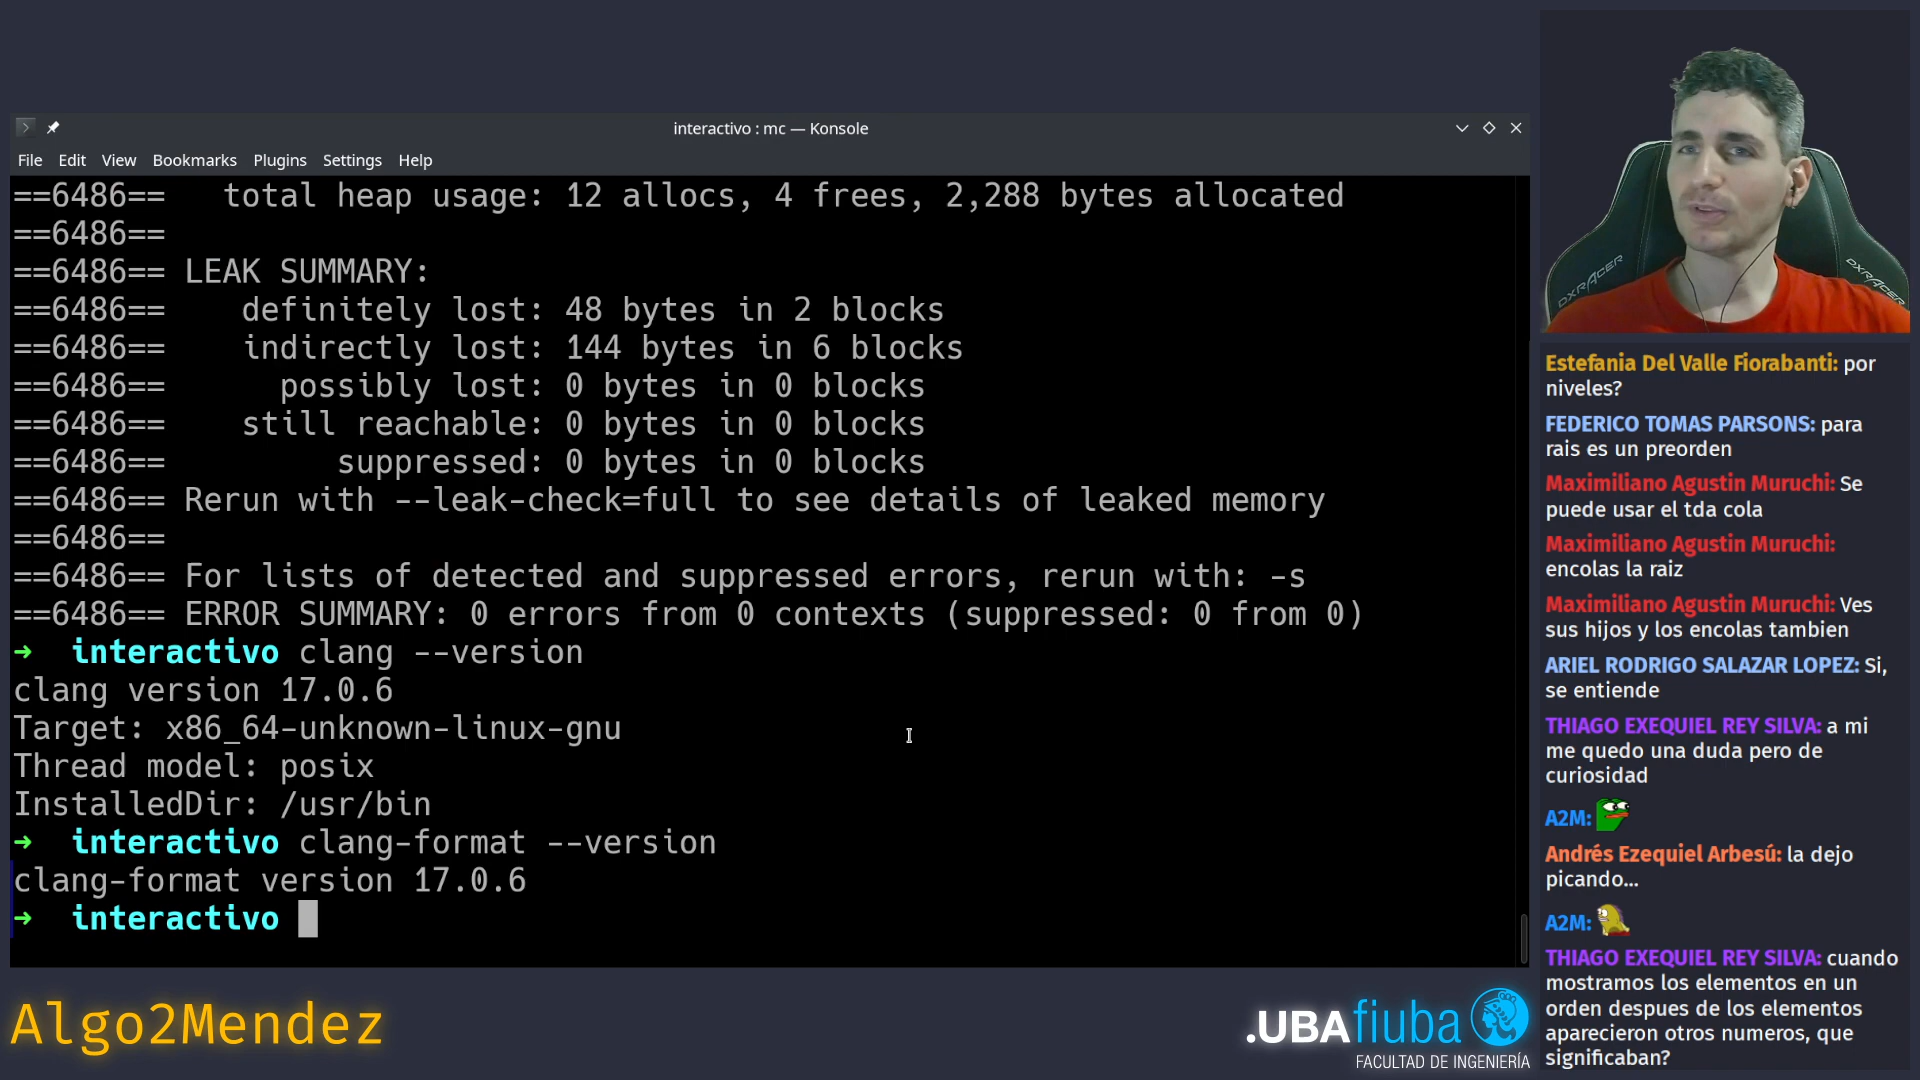 interactivo : mc — Konsole
File Edit View Bookmarks Plugins Settings Help
==6486==   total heap usage: 12 allocs, 4 frees, 2,288 bytes allocated
==6486==
==6486== LEAK SUMMARY:
==6486==    definitely lost: 48 bytes in 2 blocks
==6486==    indirectly lost: 144 bytes in 6 blocks
==6486==      possibly lost: 0 bytes in 0 blocks
==6486==    still reachable: 0 bytes in 0 blocks
==6486==         suppressed: 0 bytes in 0 blocks
==6486== Rerun with --leak-check=full to see details of leaked memory
==6486==
==6486== For lists of detected and suppressed errors, rerun with: -s
==6486== ERROR SUMMARY: 0 errors from 0 contexts (suppressed: 0 from 0)
➜  interactivo clang --version
clang version 17.0.6
Target: x86_64-unknown-linux-gnu
Thread model: posix
InstalledDir: /usr/bin
➜  interactivo clang-format --version
clang-format version 17.0.6
➜  interactivo
DXRACER
DXRACER
Estefania Del Valle Fiorabanti: por
niveles?
FEDERICO TOMAS PARSONS: para
rais es un preorden
Maximiliano Agustin Muruchi: Se
puede usar el tda cola
Maximiliano Agustin Muruchi:
encolas la raiz
Maximiliano Agustin Muruchi: Ves
sus hijos y los encolas tambien
ARIEL RODRIGO SALAZAR LOPEZ: Si,
se entiende
THIAGO EXEQUIEL REY SILVA: a mi
me quedo una duda pero de
curiosidad
A2M:
Andrés Ezequiel Arbesú: la dejo
picando...
A2M:
THIAGO EXEQUIEL REY SILVA: cuando
mostramos los elementos en un
orden despues de los elementos
aparecieron otros numeros, que
significaban?
Algo2Mendez
.UBAfiuba
FACULTAD DE INGENIERÍA